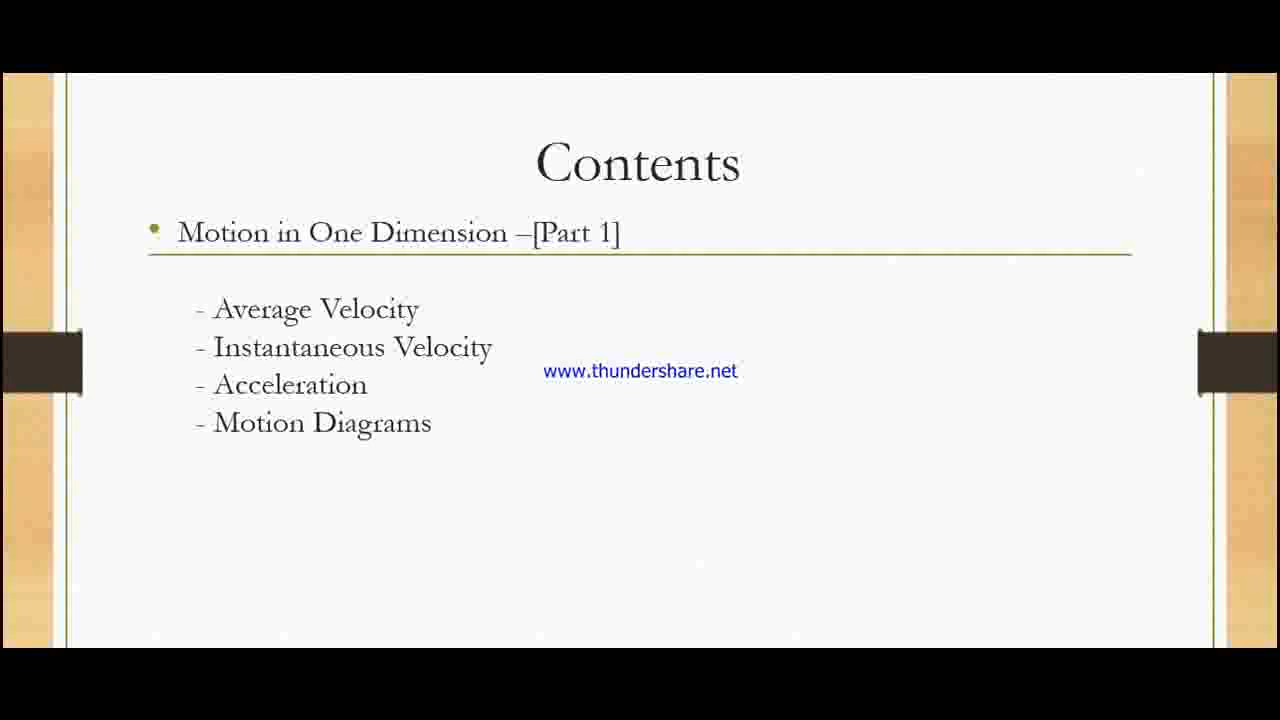 Contents
• Motion in One Dimension –[Part 1]
- Average Velocity
- Instantaneous Velocity
www.thundershare.net
- Acceleration
- Motion Diagrams